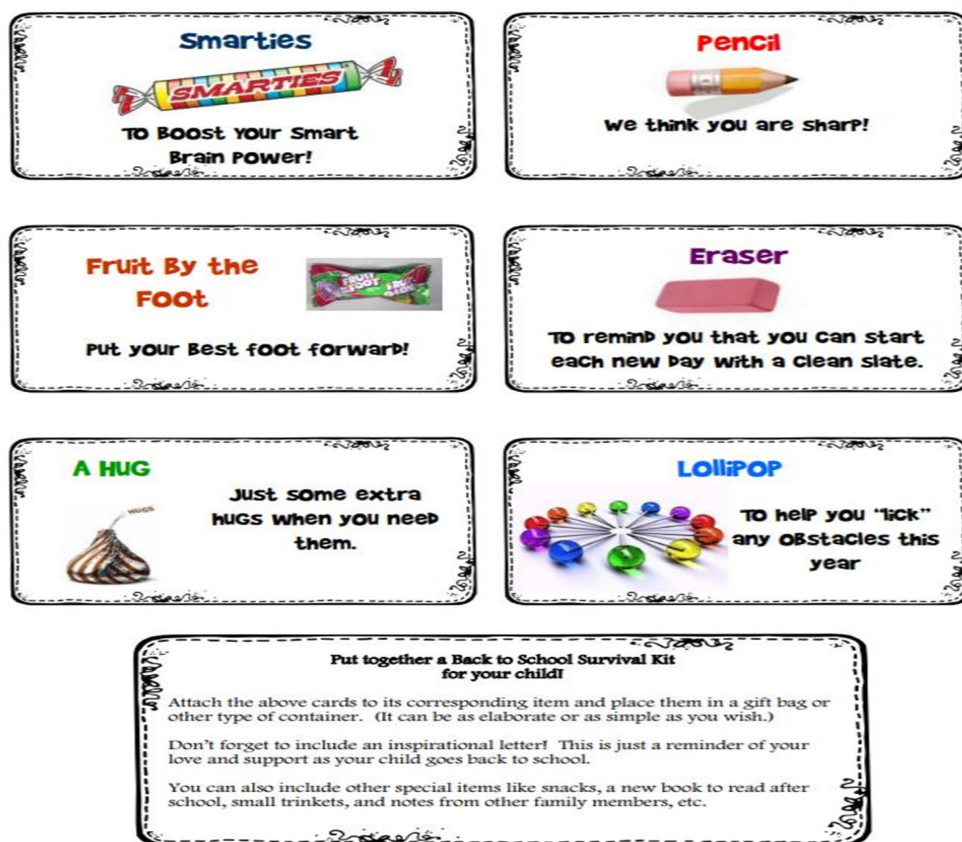 Smarties
SMARTIES
To Boost Your Smart
Brain Power!
Pencil
We think you are sharp!
Fruit By the
Foot
FRUIT
FOOT
FRUIT
Put your Best foot forward!
Eraser
To remind you that you can start
each new day with a clean slate.
A HUG
HUGS
Just some extra
hugs when you need
them.
LolliPOP
To help you "lick"
any obstacles this
year
Put together a Back to School Survival Kit
for your child!
Attach the above cards to its corresponding item and place them in a gift bag or
other type of container. (It can be as elaborate or as simple as you wish.)
Don't forget to include an inspirational letter! This is just a reminder of your
love and support as your child goes back to school.
You can also include other special items like snacks, a new book to read after
school, small trinkets, and notes from other family members, etc.